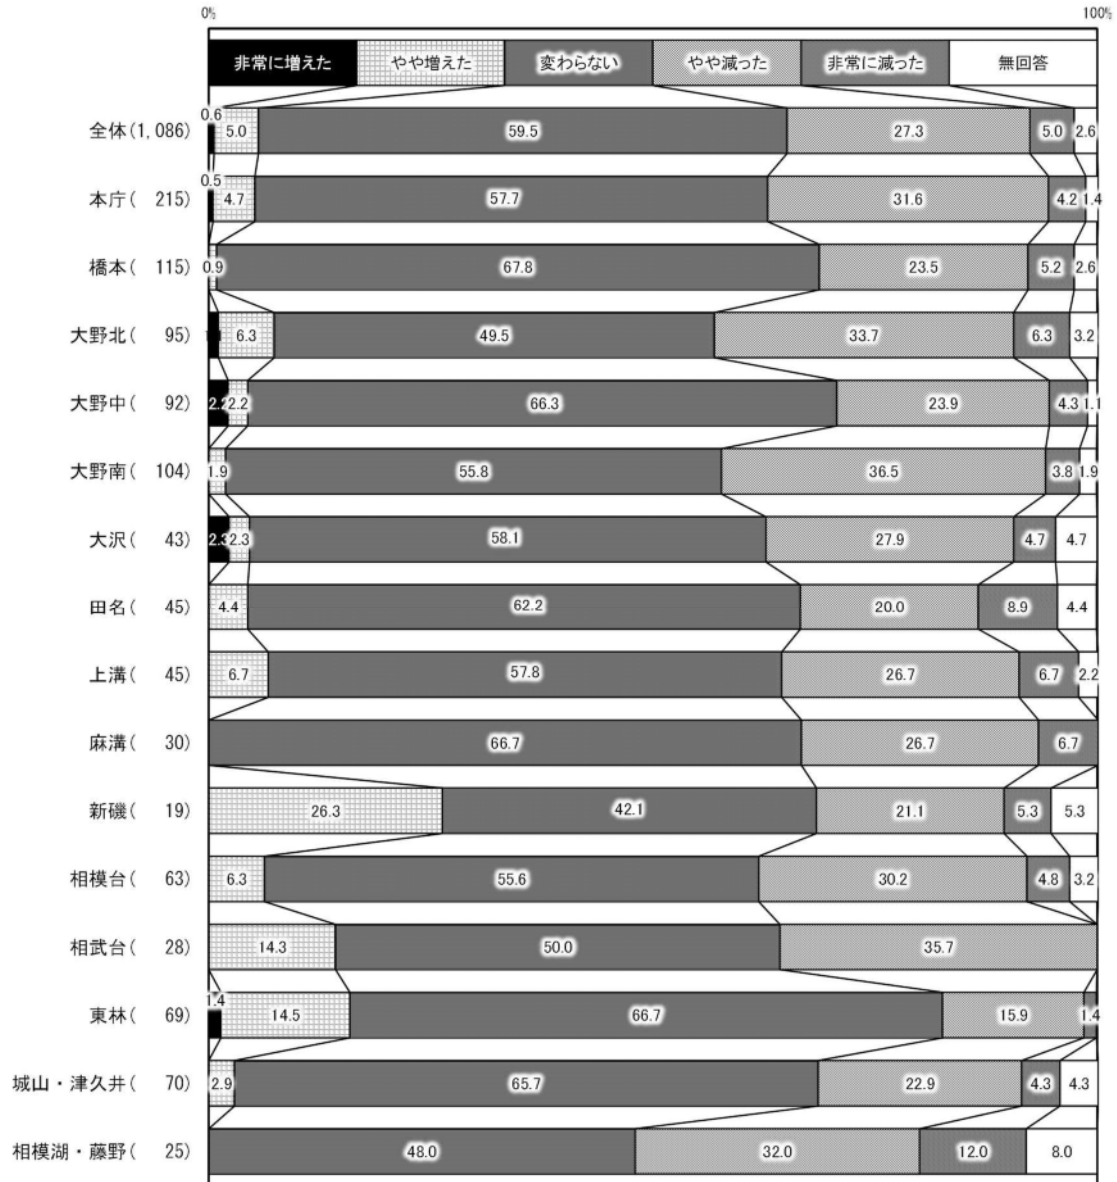 0% 100%
非常に増えた やや増えた 変わらない やや減った 非常に減った 無回答
全体(1,086) 0.6 5.0 59.5 27.3 5.0 2.6
本庁( 215) 0.5 4.7 57.7 31.6 4.2 1.4
橋本( 115) 0.9 67.8 23.5 5.2 2.6
大野北( 95) 6.3 49.5 33.7 6.3 3.2
大野中( 92) 2.2 2.2 66.3 23.9 4.3 1.1
大野南( 104) 1.9 55.8 36.5 3.8 1.9
大沢( 43) 2.3 2.3 58.1 27.9 4.7 4.7
田名( 45) 4.4 62.2 20.0 8.9 4.4
上溝( 45) 6.7 57.8 26.7 6.7 2.2
麻溝( 30) 66.7 26.7 6.7
新磯( 19) 26.3 42.1 21.1 5.3 5.3
相模台( 63) 6.3 55.6 30.2 4.8 3.2
相武台( 28) 14.3 50.0 35.7
東林( 69) 1.4 14.5 66.7 15.9 1.4
城山・津久井( 70) 2.9 65.7 22.9 4.3 4.3
相模湖・藤野( 25) 48.0 32.0 12.0 8.0